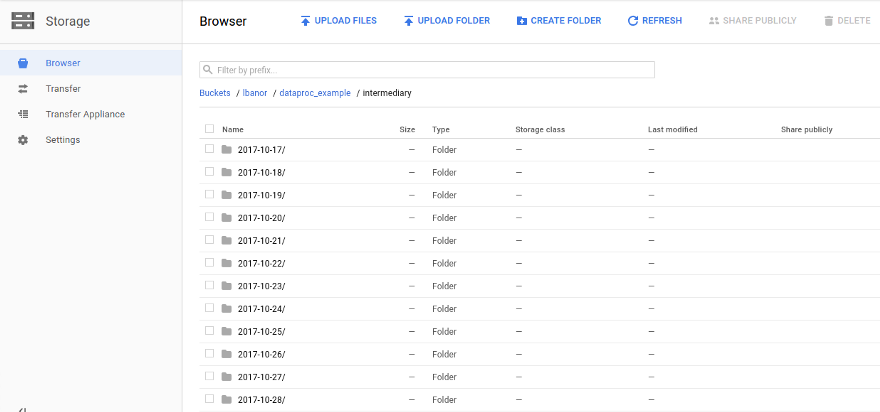 Storage
Browser
Transfer
Transfer Appliance
Settings
Browser UPLOAD FILES UPLOAD FOLDER CREATE FOLDER REFRESH SHARE PUBLICLY DELETE
Filter by prefix...
Buckets / lbanor / dataproc_example / intermediary
Name Size Type Storage class Last modified Share publicly
2017-10-17/ — Folder — —
2017-10-18/ — Folder — —
2017-10-19/ — Folder — —
2017-10-20/ — Folder — —
2017-10-21/ — Folder — —
2017-10-22/ — Folder — —
2017-10-23/ — Folder — —
2017-10-24/ — Folder — —
2017-10-25/ — Folder — —
2017-10-26/ — Folder — —
2017-10-27/ — Folder — —
2017-10-28/ — Folder — —